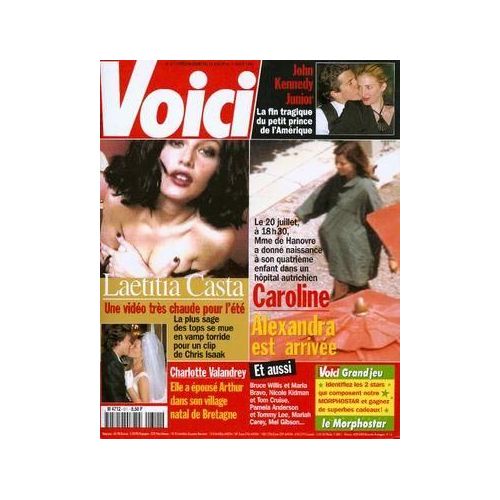 Voici
John
Kennedy
Junior
La fin tragique
du petit prince
de l'Amérique
Le 20 juillet,
à 18h30,
Mme de Hanovre
a donné naissance
à son quatrième
enfant dans un
hôpital autrichien
Laetitia Casta
Une vidéo très chaude pour l'été
La plus sage
des tops se mue
en vamp torride
pour un clip
de Chris Isaak
Caroline
Alexandra
est arrivée
Charlotte Valandrey
Elle a épousé Arthur
dans son village
natal de Bretagne
Et aussi
Bruce Willis et Maria
Bravo, Nicole Kidman
et Tom Cruise,
Pamela Anderson
et Tommy Lee, Mariah
Carey, Mel Gibson...
Voici Grand jeu
Identifiez les 2 stars
qui composent notre
MORPHOSTAR et gagnez
de superbes cadeaux!
le Morphostar